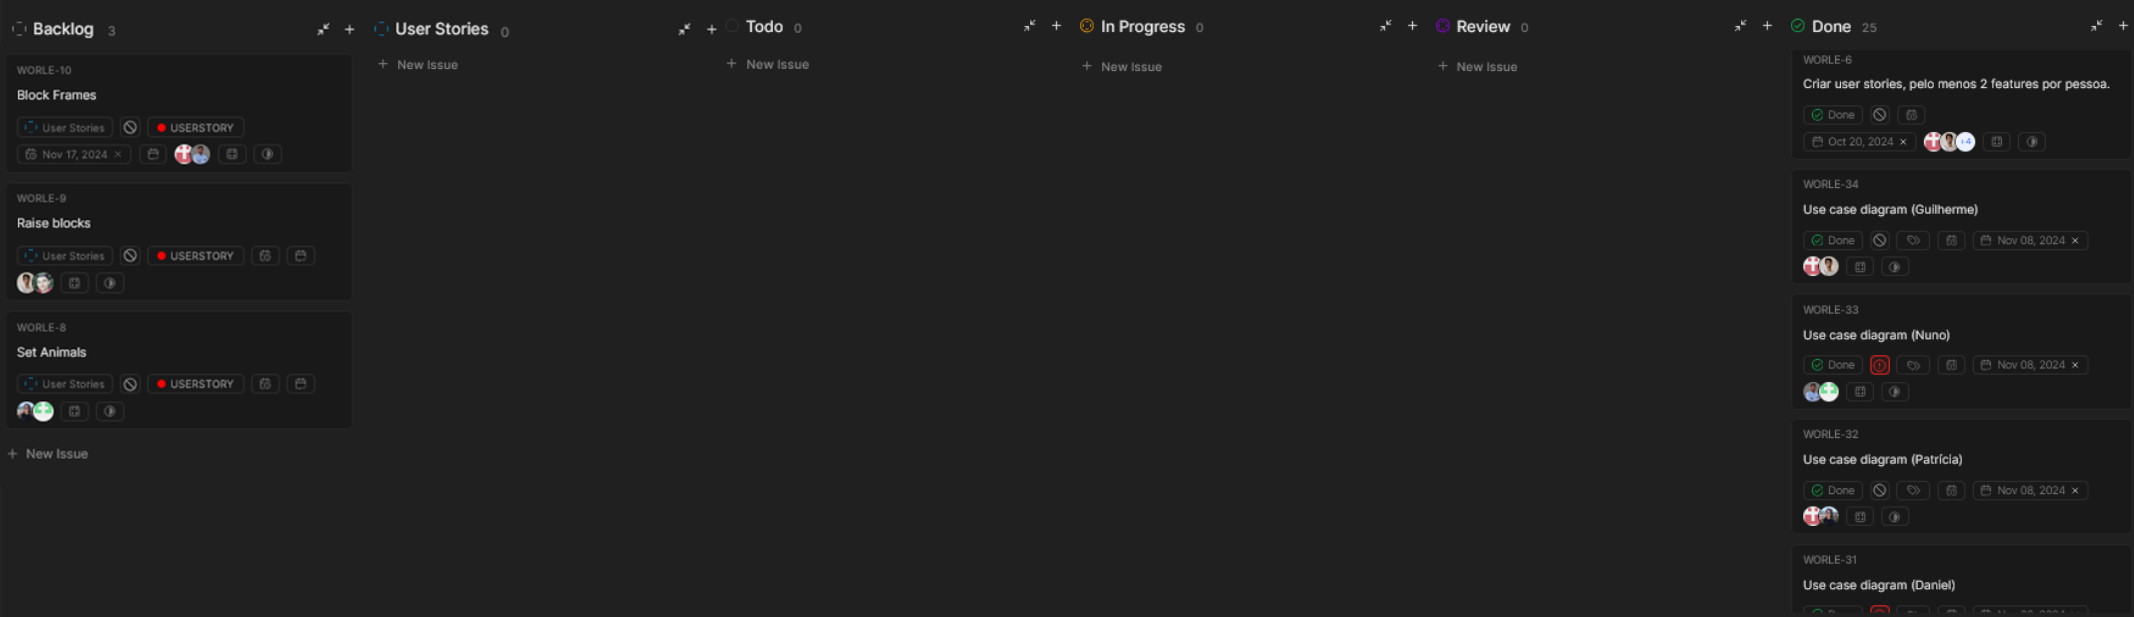 Backlog 3
WORLE-10
Block Frames
User Stories USERSTORY
Nov 17, 2024 ×
WORLE-9
Raise blocks
User Stories USERSTORY
WORLE-8
Set Animals
User Stories USERSTORY
+ New Issue
User Stories 0
+ New Issue
Todo 0
+ New Issue
In Progress 0
+ New Issue
Review 0
+ New Issue
Done 25
WORLE-6
Criar user stories, pelo menos 2 features por pessoa.
Done
Oct 20, 2024 × +4
WORLE-34
Use case diagram (Guilherme)
Done Nov 08, 2024 ×
WORLE-33
Use case diagram (Nuno)
Done Nov 08, 2024 ×
WORLE-32
Use case diagram (Patrícia)
Done Nov 08, 2024 ×
WORLE-31
Use case diagram (Daniel)